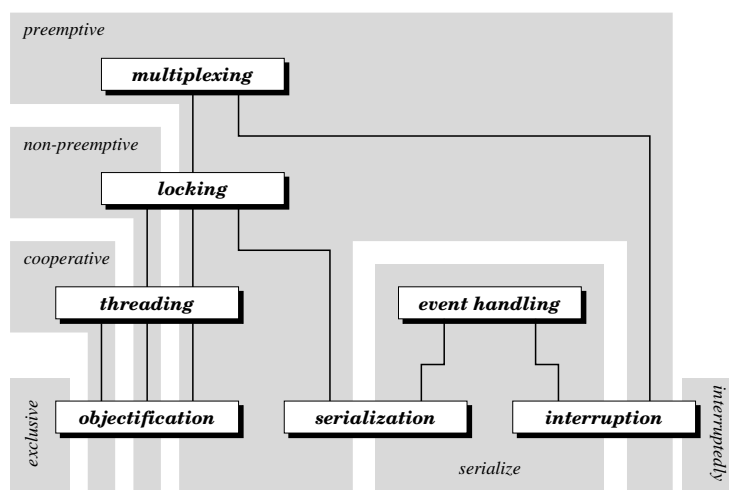 preemptive
multiplexing
non-preemptive
locking
cooperative
threading
event handling
exclusive
objectification
serialization
interruption
interruptedly
serialize